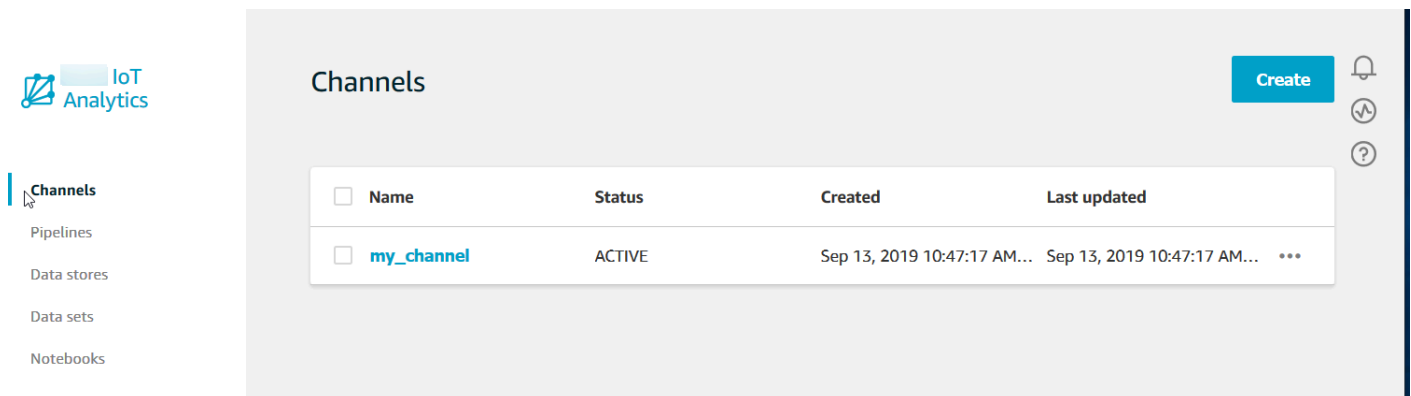 IoT
Analytics
Channels
Pipelines
Data stores
Data sets
Notebooks
Channels
Create
Name Status Created Last updated
my_channel ACTIVE Sep 13, 2019 10:47:17 AM... Sep 13, 2019 10:47:17 AM...